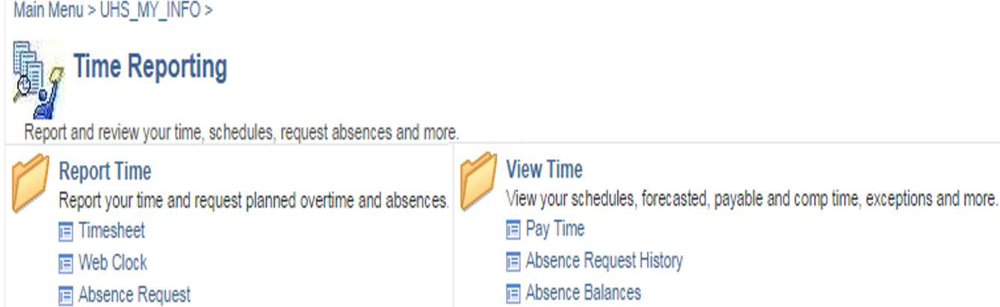 Main Menu > UHS_MY_INFO >
Time Reporting
Report and review your time, schedules, request absences and more.
Report Time
Report your time and request planned overtime and absences.
Timesheet
Web Clock
Absence Request
View Time
View your schedules, forecasted, payable and comp time, exceptions and more.
Pay Time
Absence Request History
Absence Balances